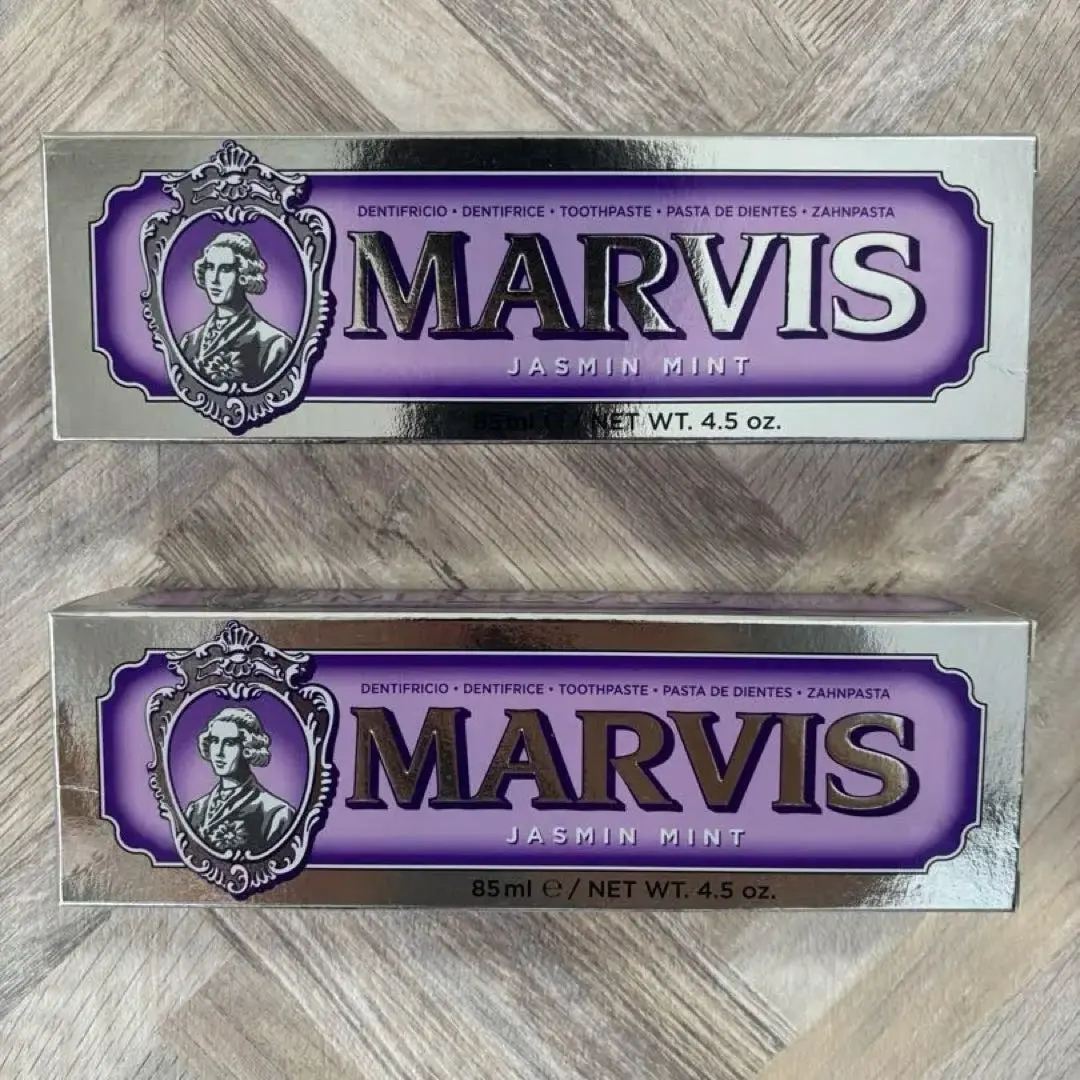 DENTIFRICIO • DENTIFRICE • TOOTHPASTE • PASTA DE DIENTES • ZAHNPASTA
MARVIS
JASMIN MINT
85ml e / NET WT. 4.5 oz.
DENTIFRICIO • DENTIFRICE • TOOTHPASTE • PASTA DE DIENTES • ZAHNPASTA
MARVIS
JASMIN MINT
85ml ℮ / NET WT. 4.5 oz.